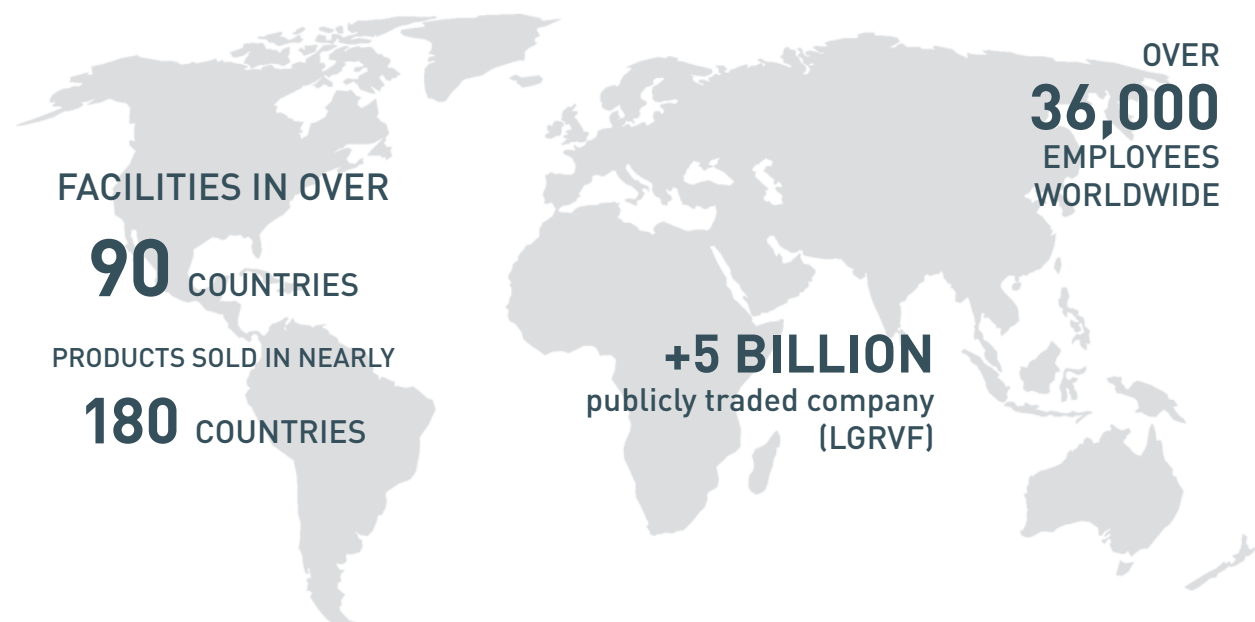 FACILITIES IN OVER
90 COUNTRIES
PRODUCTS SOLD IN NEARLY
180 COUNTRIES
+5 BILLION
publicly traded company
(LGRVF)
OVER
36,000
EMPLOYEES
WORLDWIDE